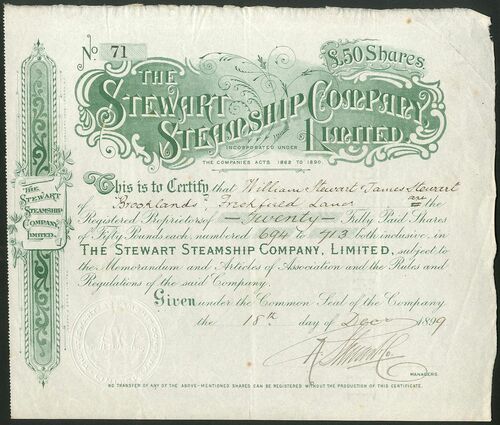 No 71
£50 Shares
THE
STEWART
STEAMSHIP COMPANY
LIMITED.
INCORPORATED UNDER
THE COMPANIES ACTS 1862 TO 1890.
This is to Certify that William Stewart & James Stewart
of "Brooklands" Lane are the
Registered Proprietors of — Twenty — Fully Paid Shares
of Fifty Pounds each, numbered 694 to 713 both inclusive, in
THE STEWART STEAMSHIP COMPANY, LIMITED, subject to
the Memorandum and Articles of Association and the Rules and
Regulations of the said Company.
Given under the Common Seal of the Company
the 18th day of Decr 1899
MANAGERS.
NO TRANSFER OF ANY OF THE ABOVE-MENTIONED SHARES CAN BE REGISTERED WITHOUT THE PRODUCTION OF THIS CERTIFICATE.
THE
STEWART
STEAMSHIP
COMPANY
LIMITED.